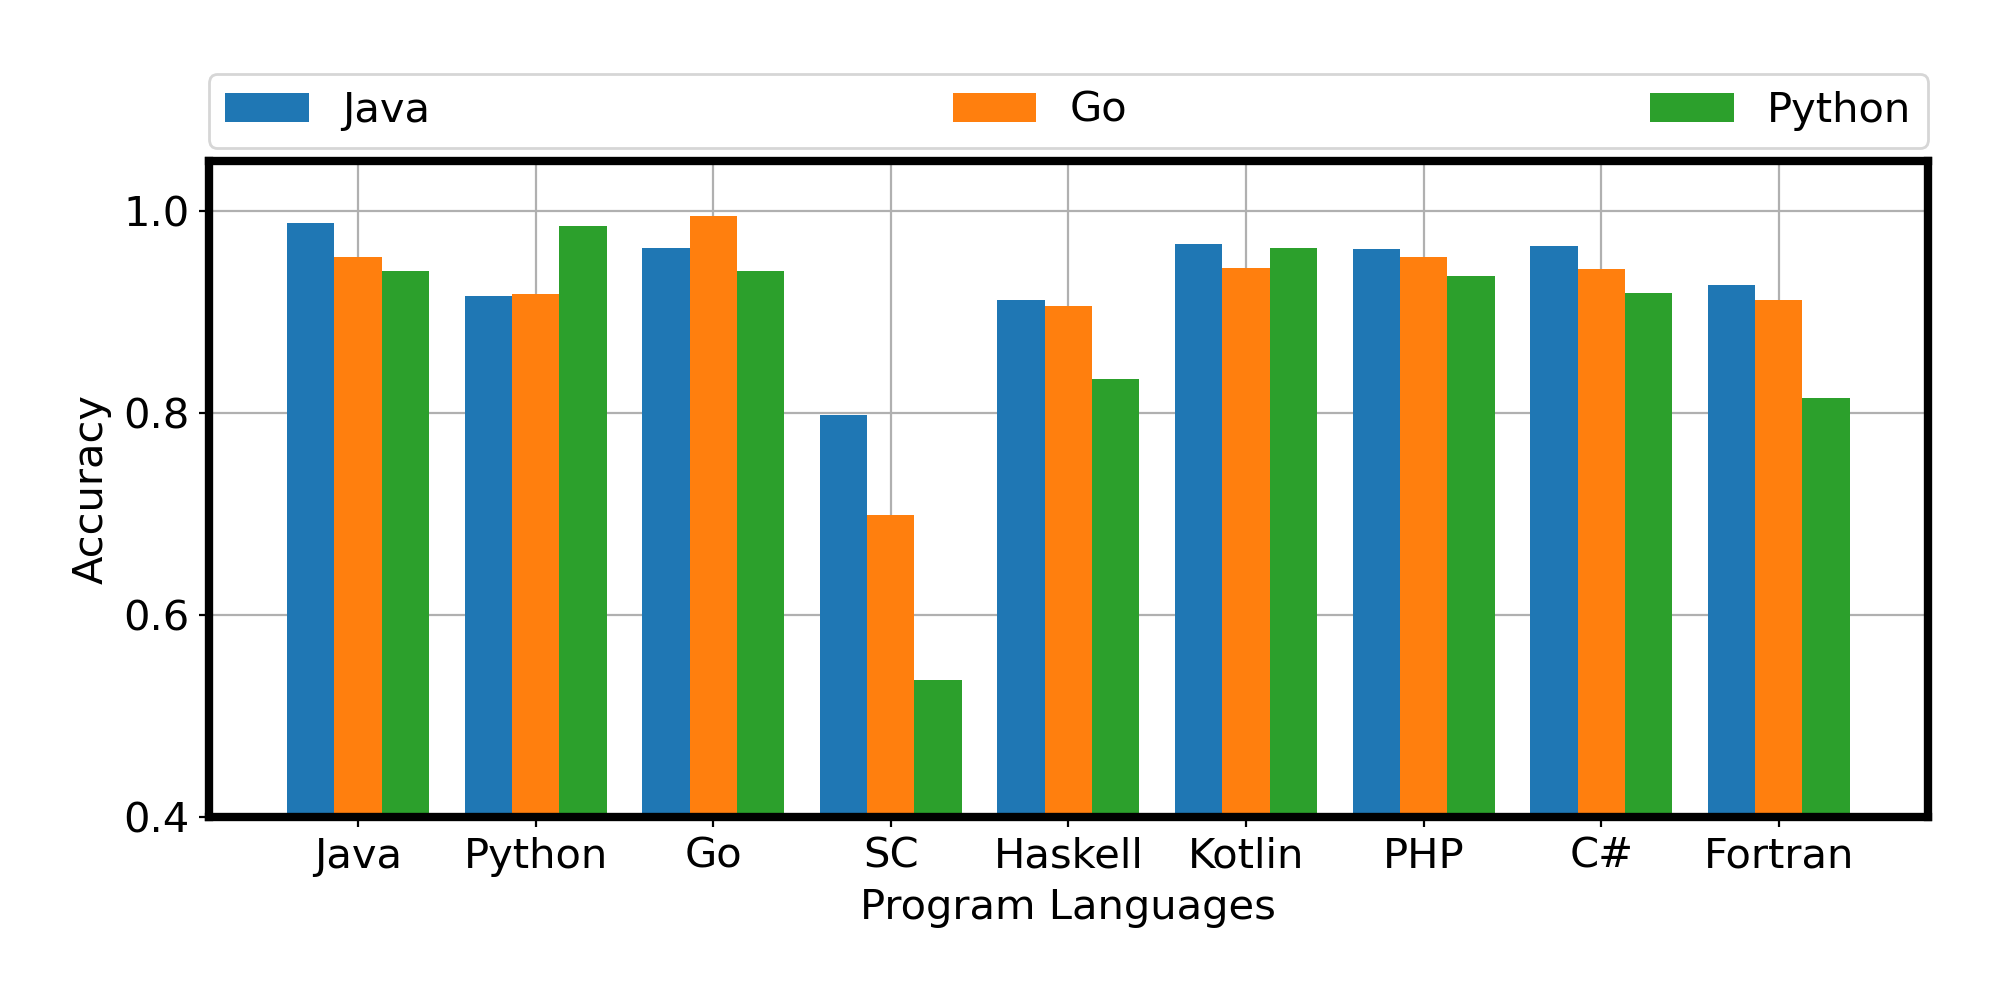 Java Go Python
1.0
0.8
0.6
0.4
Accuracy
Java Python Go SC Haskell Kotlin PHP C# Fortran
Program Languages